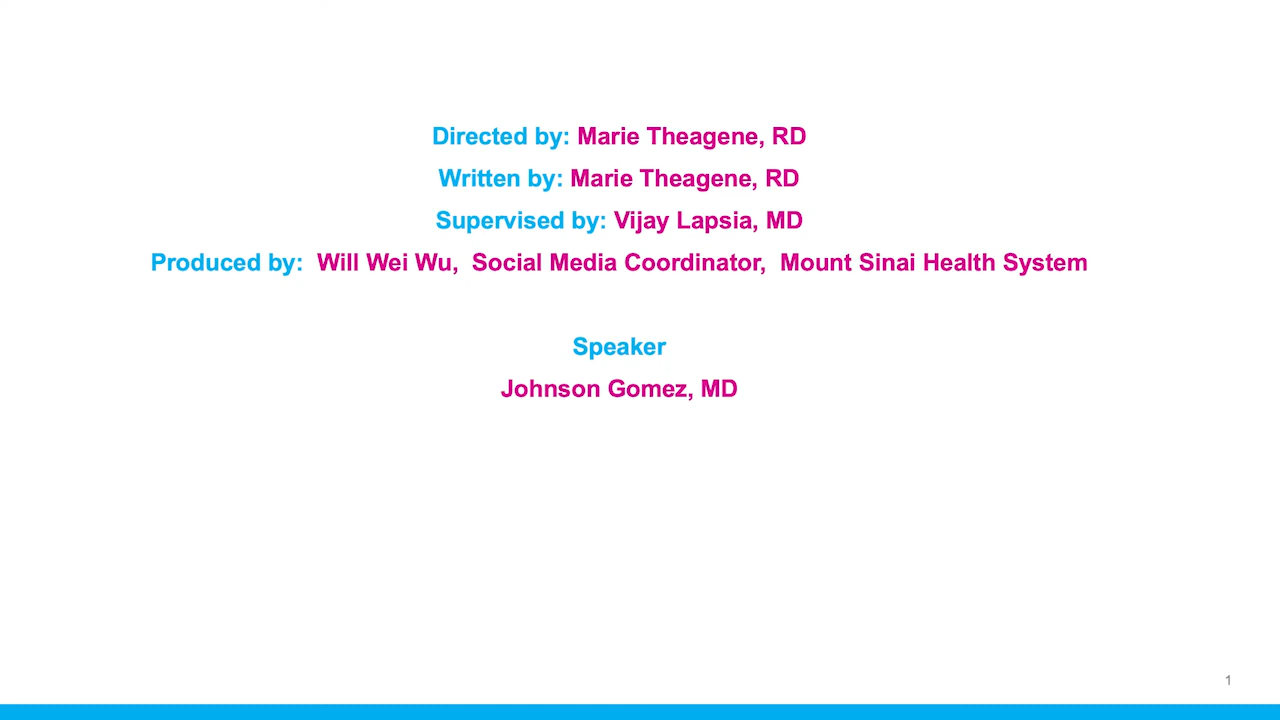 Directed by: Marie Theagene, RD
Written by: Marie Theagene, RD
Supervised by: Vijay Lapsia, MD
Produced by:  Will Wei Wu,  Social Media Coordinator,  Mount Sinai Health System
Speaker
Johnson Gomez, MD
1